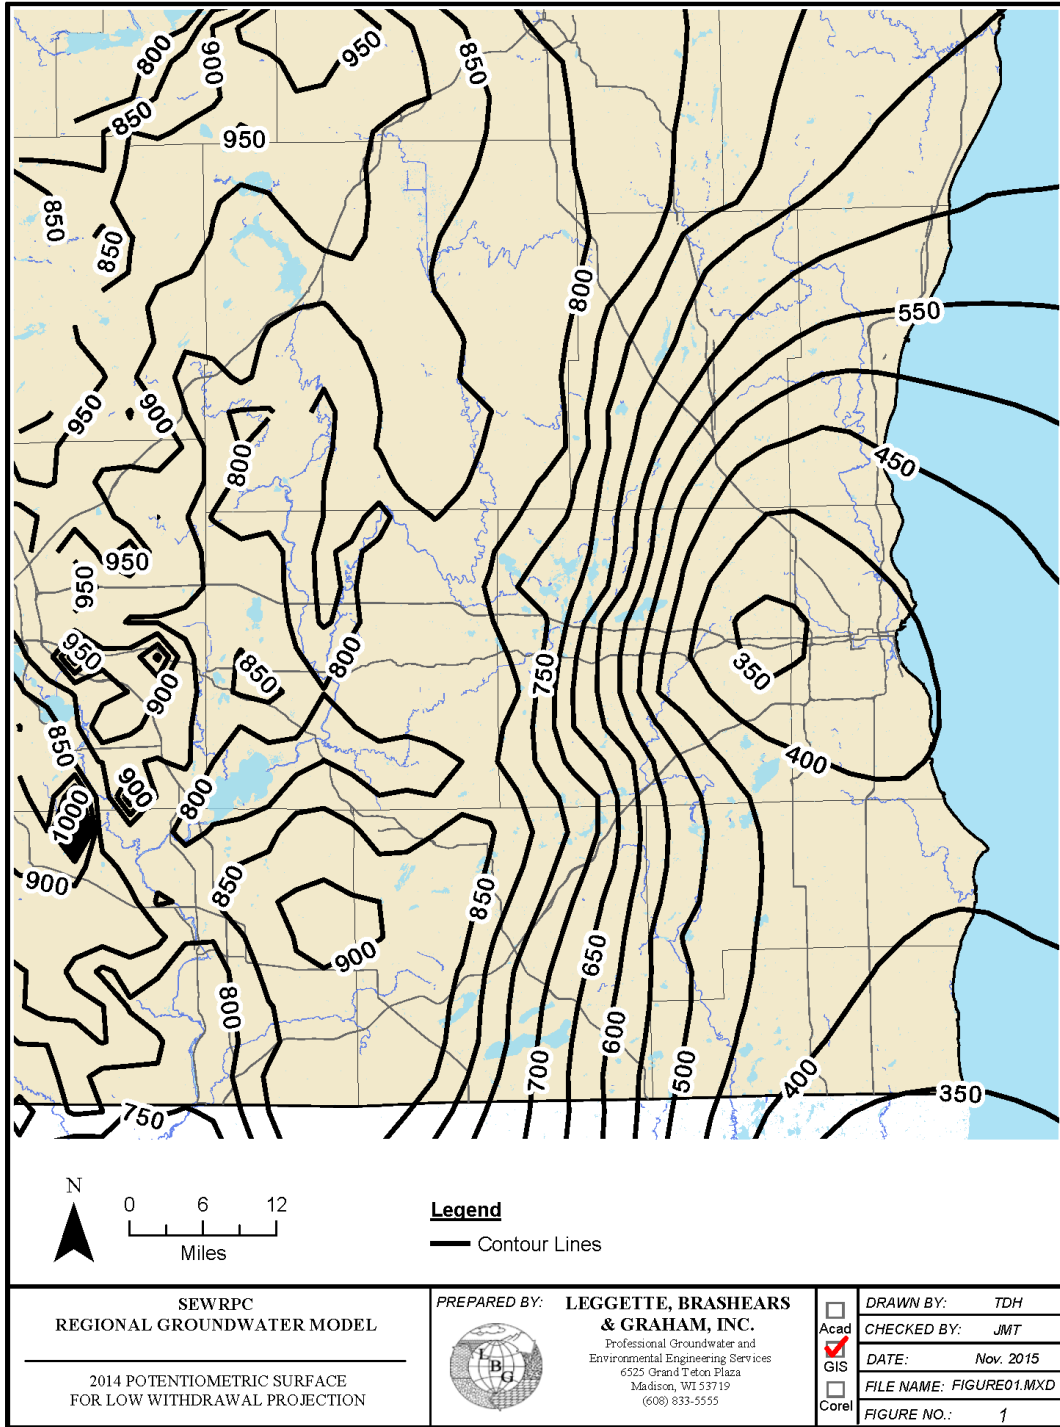 800
900
950
850
850
950
850
850
800
550
950
900
800
450
950
950
950
900
850
800
750
350
850
900
800
400
1000
900
850
850
900
650
800
600
700
500
400
350
750
N
0 6 12
Miles
Legend
Contour Lines
SEWRPC
REGIONAL GROUNDWATER MODEL
2014 POTENTIOMETRIC SURFACE
FOR LOW WITHDRAWAL PROJECTION
PREPARED BY:
LBG
LEGGETTE, BRASHEARS
& GRAHAM, INC.
Professional Groundwater and
Environmental Engineering Services
6525 Grand Teton Plaza
Madison, WI 53719
(608) 833-5555
Acad
GIS
Corel
DRAWN BY: TDH
CHECKED BY: JMT
DATE: Nov. 2015
FILE NAME: FIGURE01.MXD
FIGURE NO.: 1